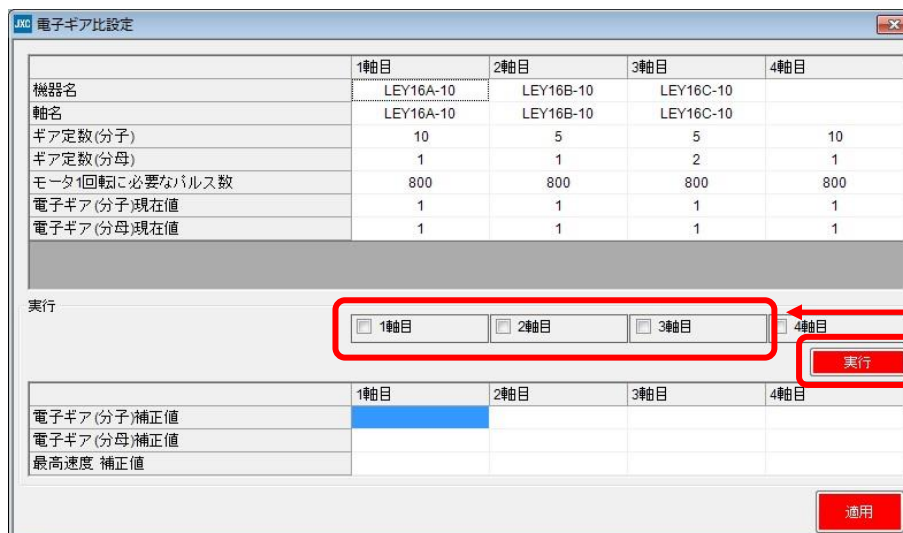 JXC 電子ギア比設定
1軸目 2軸目 3軸目 4軸目
機器名 LEY16A-10 LEY16B-10 LEY16C-10
軸名 LEY16A-10 LEY16B-10 LEY16C-10
ギア定数(分子) 10 5 5 10
ギア定数(分母) 1 1 2 1
モータ1回転に必要なパルス数 800 800 800 800
電子ギア(分子)現在値 1 1 1 1
電子ギア(分母)現在値 1 1 1 1
実行
1軸目 2軸目 3軸目 4軸目
実行
1軸目 2軸目 3軸目 4軸目
電子ギア(分子)補正値
電子ギア(分母)補正値
最高速度 補正値
適用